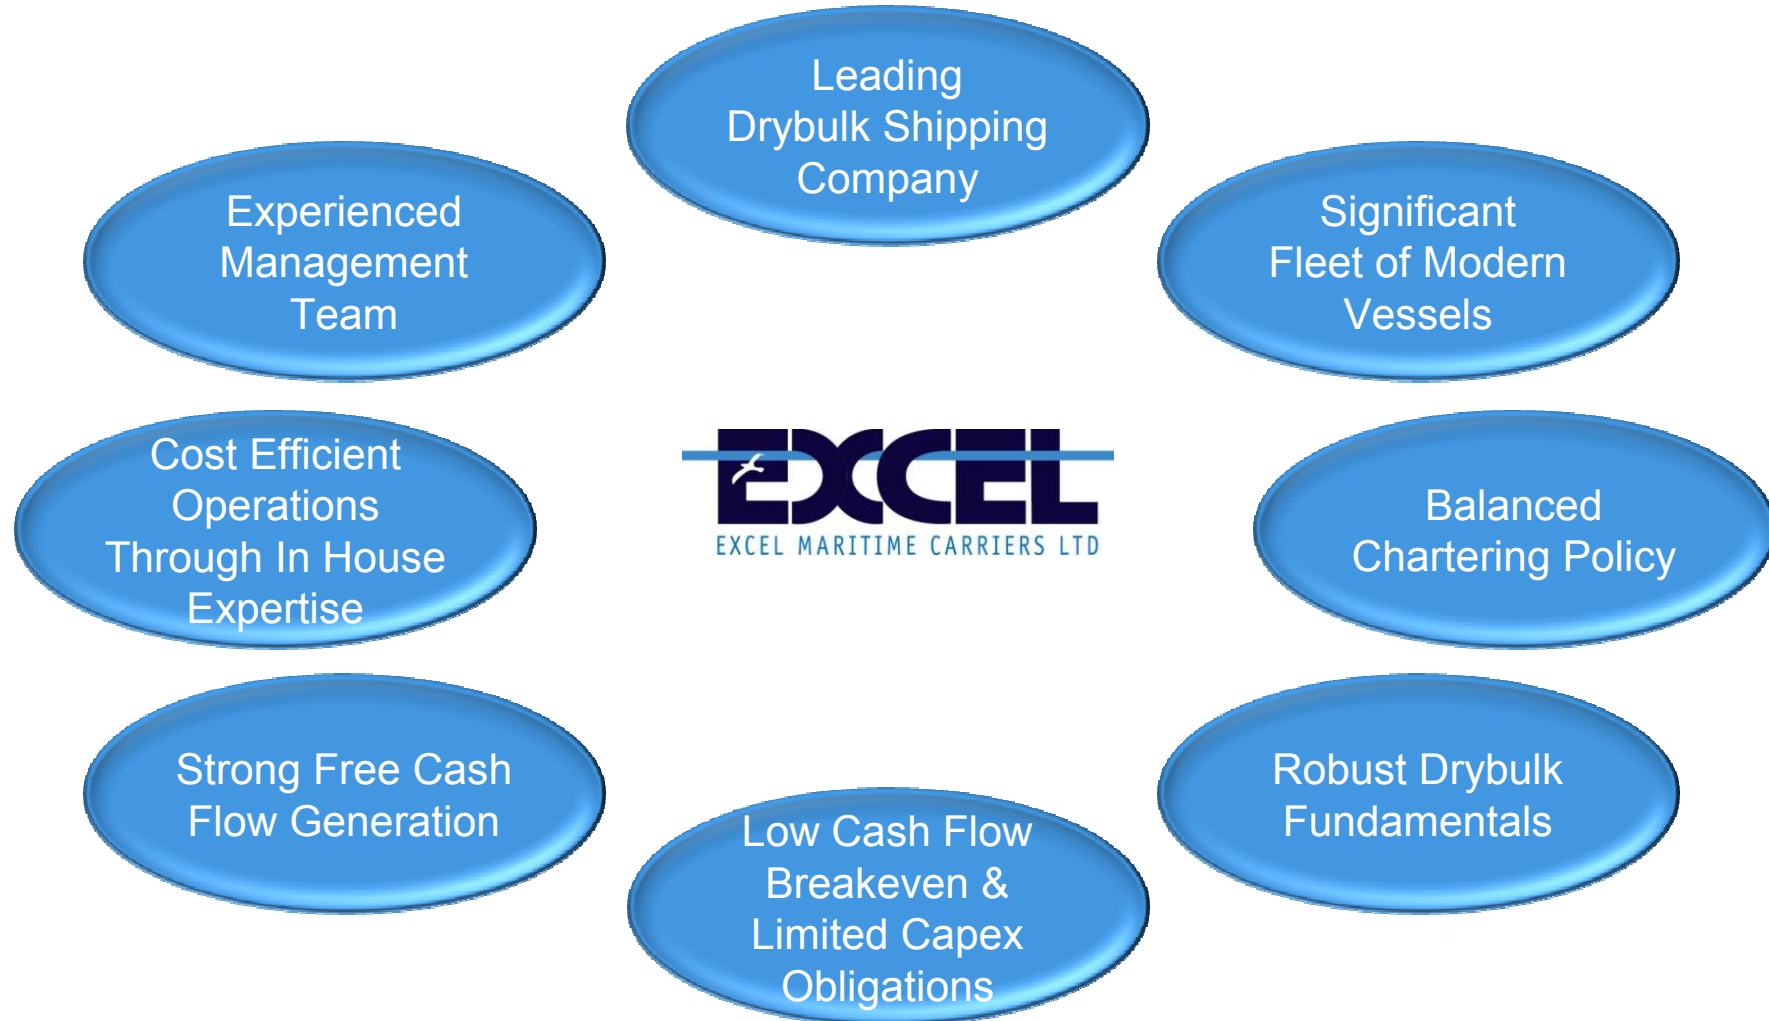 Leading
Drybulk Shipping
Company
Experienced
Management
Team
Significant
Fleet of Modern
Vessels
Cost Efficient
Operations
Through In House
Expertise
EXCEL
EXCEL MARITIME CARRIERS LTD
Balanced
Chartering Policy
Strong Free Cash
Flow Generation
Low Cash Flow
Breakeven &
Limited Capex
Obligations
Robust Drybulk
Fundamentals